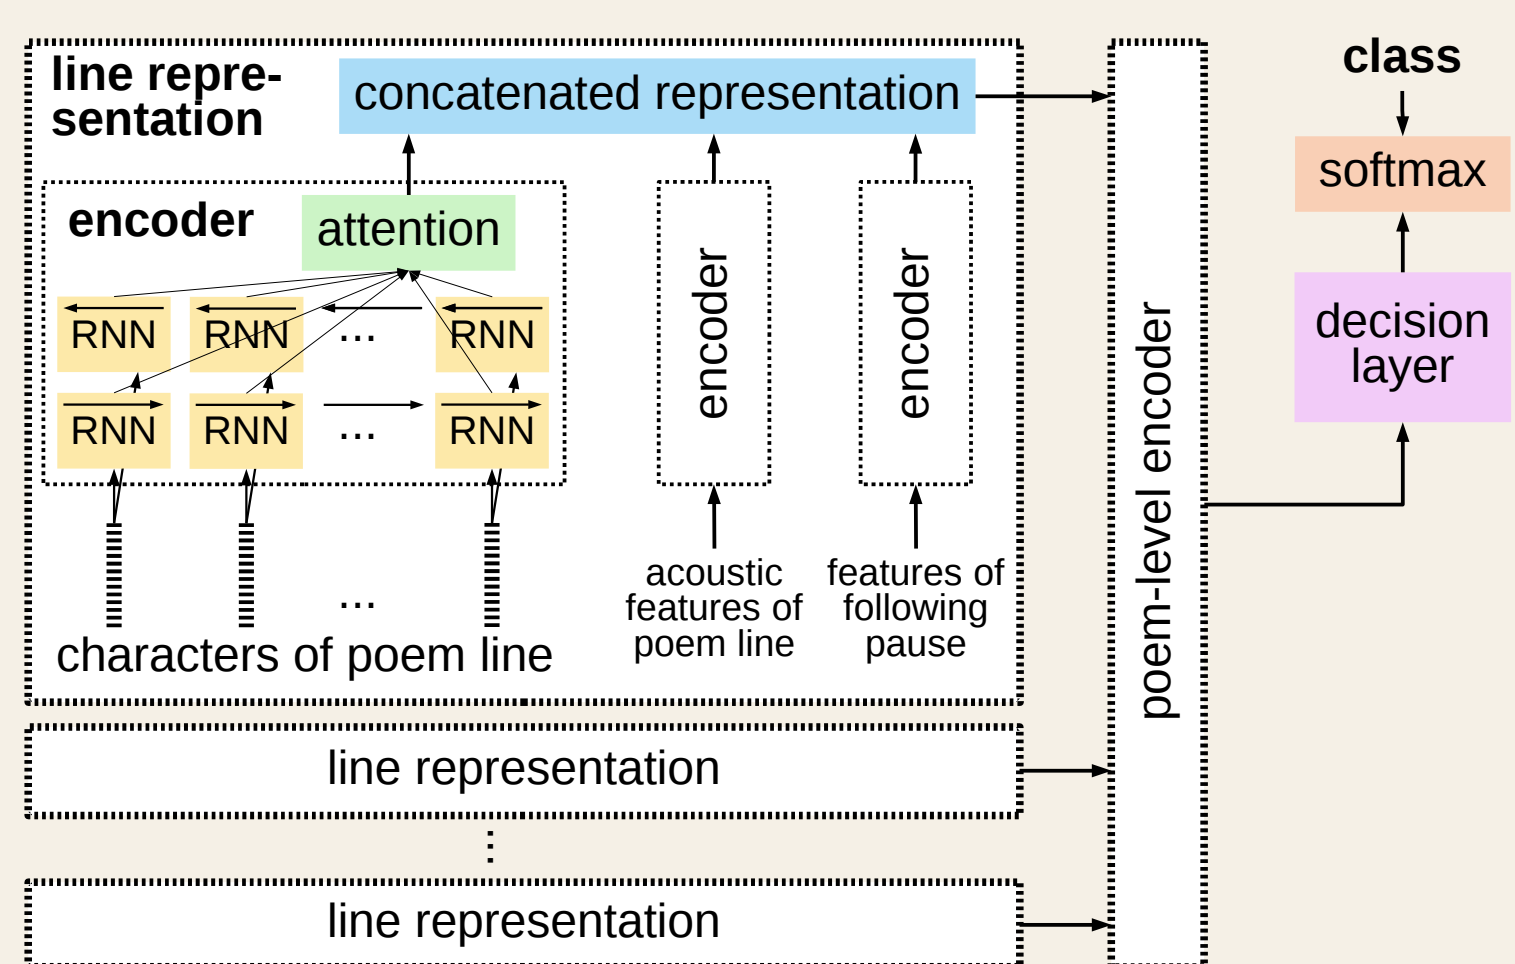 line repre-
sentation
concatenated representation
encoder
attention
RNN
RNN
...
RNN
RNN
RNN
...
RNN
...
characters of poem line
encoder
acoustic
features of
poem line
encoder
features of
following
pause
line representation
...
line representation
poem-level encoder
class
softmax
decision
layer